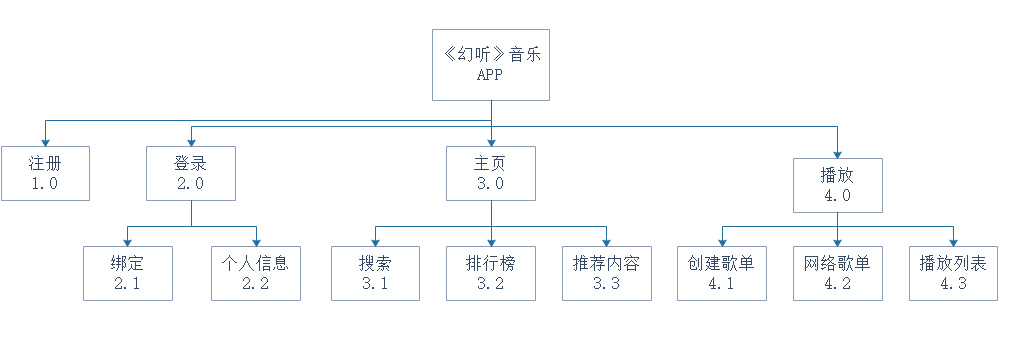 《幻听》音乐
APP
注册
1.0
登录
2.0
主页
3.0
播放
4.0
绑定
2.1
个人信息
2.2
搜索
3.1
排行榜
3.2
推荐内容
3.3
创建歌单
4.1
网络歌单
4.2
播放列表
4.3